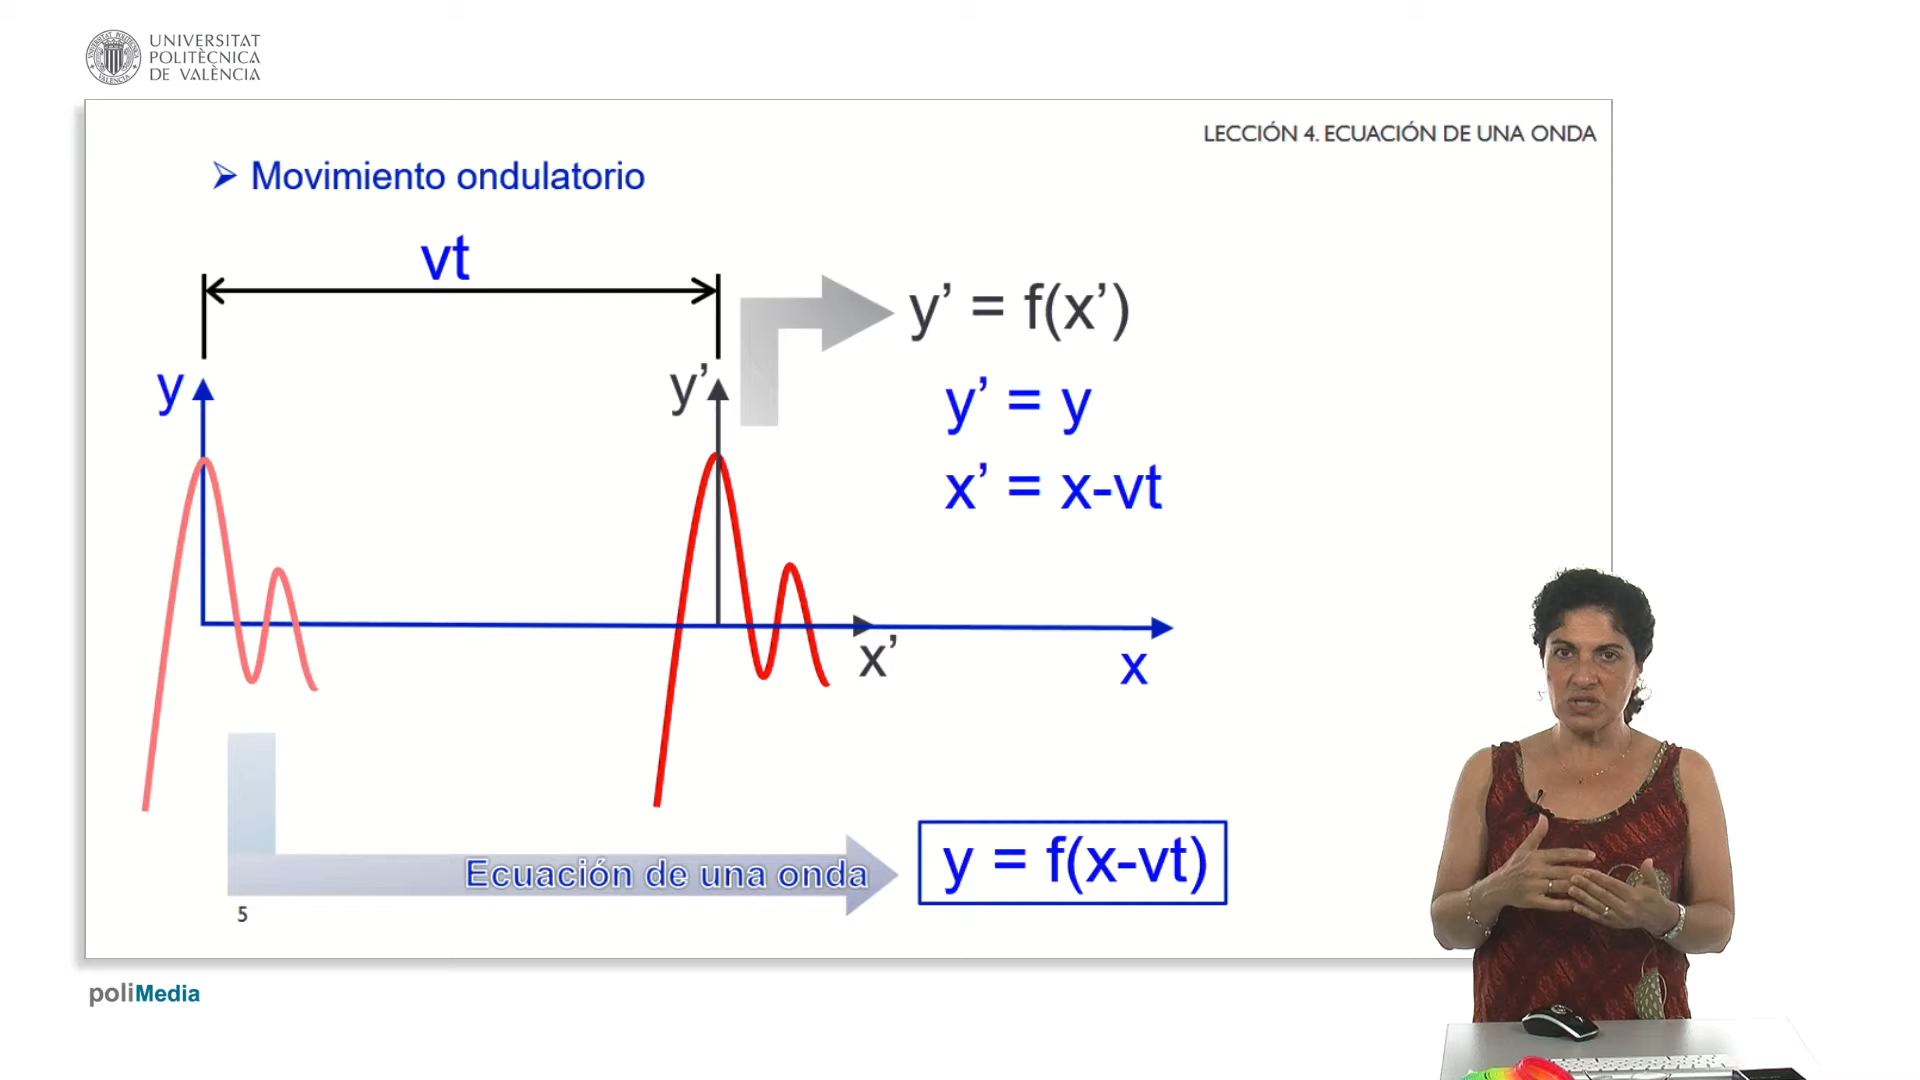 UNIVERSITAT
POLITÈCNICA
DE VALÈNCIA
LECCIÓN 4. ECUACIÓN DE UNA ONDA
➢ Movimiento ondulatorio
vt
y' = f(x')
y
y'
y' = y
x' = x-vt
x'
x
Ecuación de una onda
y = f(x-vt)
5
poliMedia